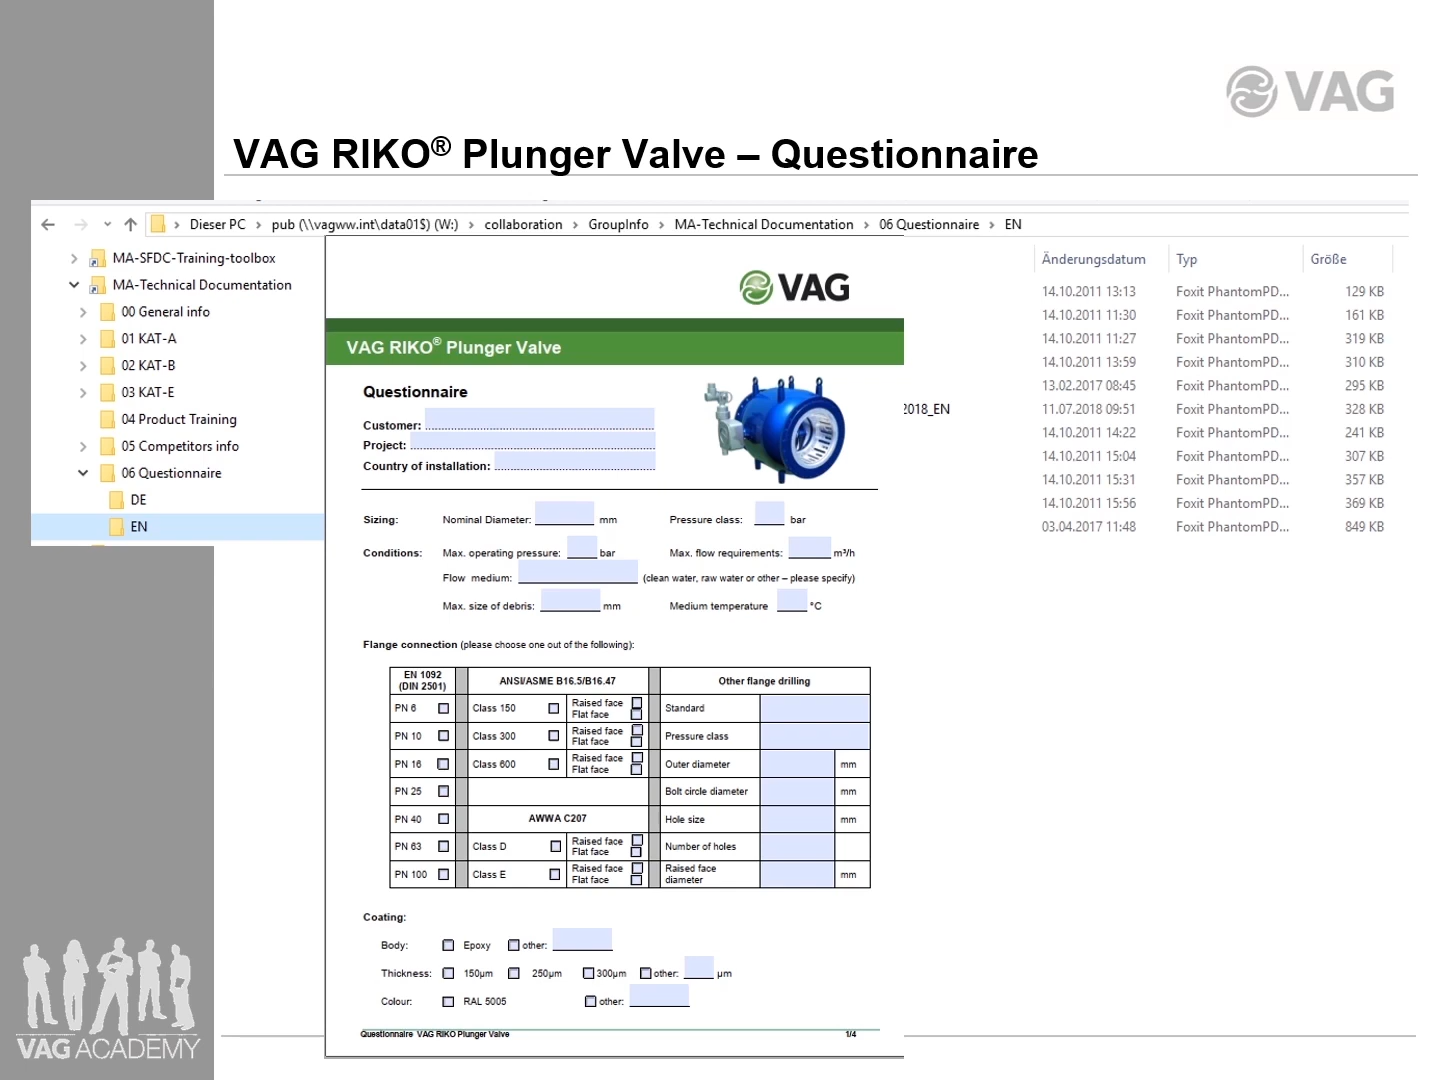 VAG
VAG RIKO® Plunger Valve – Questionnaire
Dieser PC › pub (\\vagww.int\data01$) (W:) › collaboration › GroupInfo › MA-Technical Documentation › 06 Questionnaire › EN
MA-SFDC-Training-toolbox
MA-Technical Documentation
00 General info
01 KAT-A
02 KAT-B
03 KAT-E
04 Product Training
05 Competitors info
06 Questionnaire
DE
EN
VAG
VAG RIKO® Plunger Valve
Questionnaire
Customer:
Project:
Country of installation:
Sizing: Nominal Diameter: mm Pressure class: bar
Conditions: Max. operating pressure: bar Max. flow requirements: m³/h
Flow medium: (clean water, raw water or other – please specify)
Max. size of debris: mm Medium temperature °C
Flange connection (please choose one out of the following):
EN 1092
(DIN 2501)
ANSI/ASME B16.5/B16.47
Other flange drilling
PN 6 Class 150 Raised face
Flat face
Standard
PN 10 Class 300 Raised face
Flat face
Pressure class
PN 16 Class 600 Raised face
Flat face
Outer diameter mm
PN 25 Bolt circle diameter mm
PN 40 AWWA C207 Hole size mm
PN 63 Class D Raised face
Flat face
Number of holes
PN 100 Class E Raised face
Flat face
Raised face
diameter mm
Coating:
Body: Epoxy other:
Thickness: 150µm 250µm 300µm other: µm
Colour: RAL 5005 other:
Questionnaire VAG RIKO Plunger Valve 1/4
2018_EN
Änderungsdatum Typ Größe
14.10.2011 13:13 Foxit PhantomPD... 129 KB
14.10.2011 11:30 Foxit PhantomPD... 161 KB
14.10.2011 11:27 Foxit PhantomPD... 319 KB
14.10.2011 13:59 Foxit PhantomPD... 310 KB
13.02.2017 08:45 Foxit PhantomPD... 295 KB
11.07.2018 09:51 Foxit PhantomPD... 328 KB
14.10.2011 14:22 Foxit PhantomPD... 241 KB
14.10.2011 15:04 Foxit PhantomPD... 307 KB
14.10.2011 15:31 Foxit PhantomPD... 357 KB
14.10.2011 15:56 Foxit PhantomPD... 369 KB
03.04.2017 11:48 Foxit PhantomPD... 849 KB
VAG ACADEMY